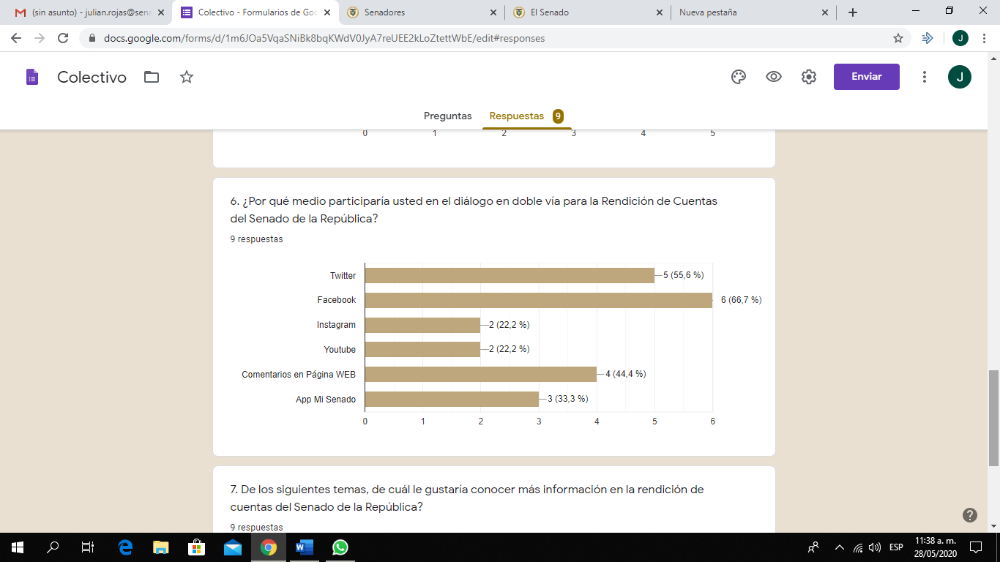 (sin asunto) - julian.rojas@sena
Colectivo - Formularios de Goo
Senadores
El Senado
Nueva pestaña
docs.google.com/forms/d/1m6JOa5VqaSNiBk8bqKWdV0JyA7reUEE2kLoZtettWbE/edit#responses
J
Colectivo
Enviar
J
Preguntas
Respuestas 9
0 1 2 3 4 5
6. ¿Por qué medio participaría usted en el diálogo en doble vía para la Rendición de Cuentas
del Senado de la República?
9 respuestas
Twitter 5 (55,6 %)
Facebook 6 (66,7 %)
Instagram 2 (22,2 %)
Youtube 2 (22,2 %)
Comentarios en Página WEB 4 (44,4 %)
App Mi Senado 3 (33,3 %)
0 1 2 3 4 5 6
7. De los siguientes temas, de cuál le gustaría conocer más información en la rendición de
cuentas del Senado de la República?
9 respuestas
ESP
11:38 a. m.
28/05/2020